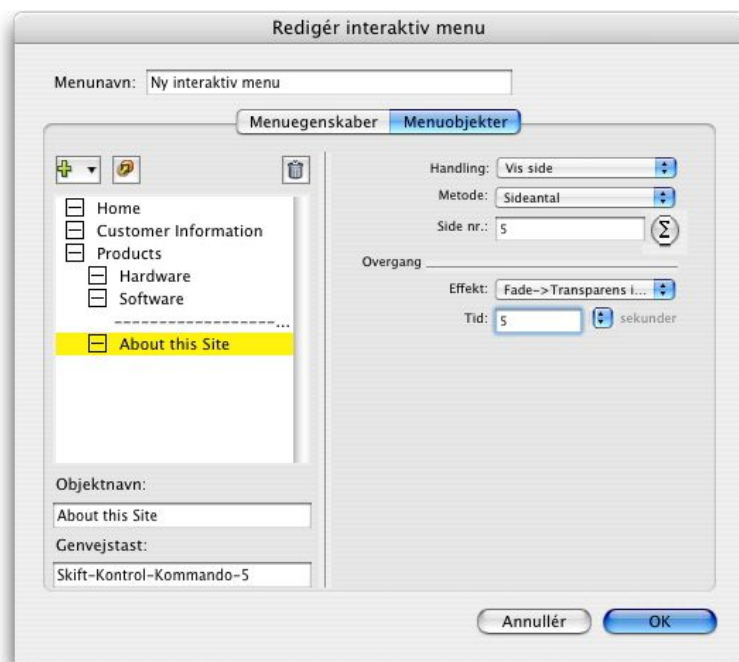 Redigér interaktiv menu
Menunavn: Ny interaktiv menu
Menuegenskaber Menuobjekter
Home
Customer Information
Products
Hardware
Software
-------------------...
About this Site
Objektnavn:
About this Site
Genvejstast:
Skift-Kontrol-Kommando-5
Handling: Vis side
Metode: Sideantal
Side nr.: 5 Σ
Overgang
Effekt: Fade->Transparens i...
Tid: 5 sekunder
Annullér OK